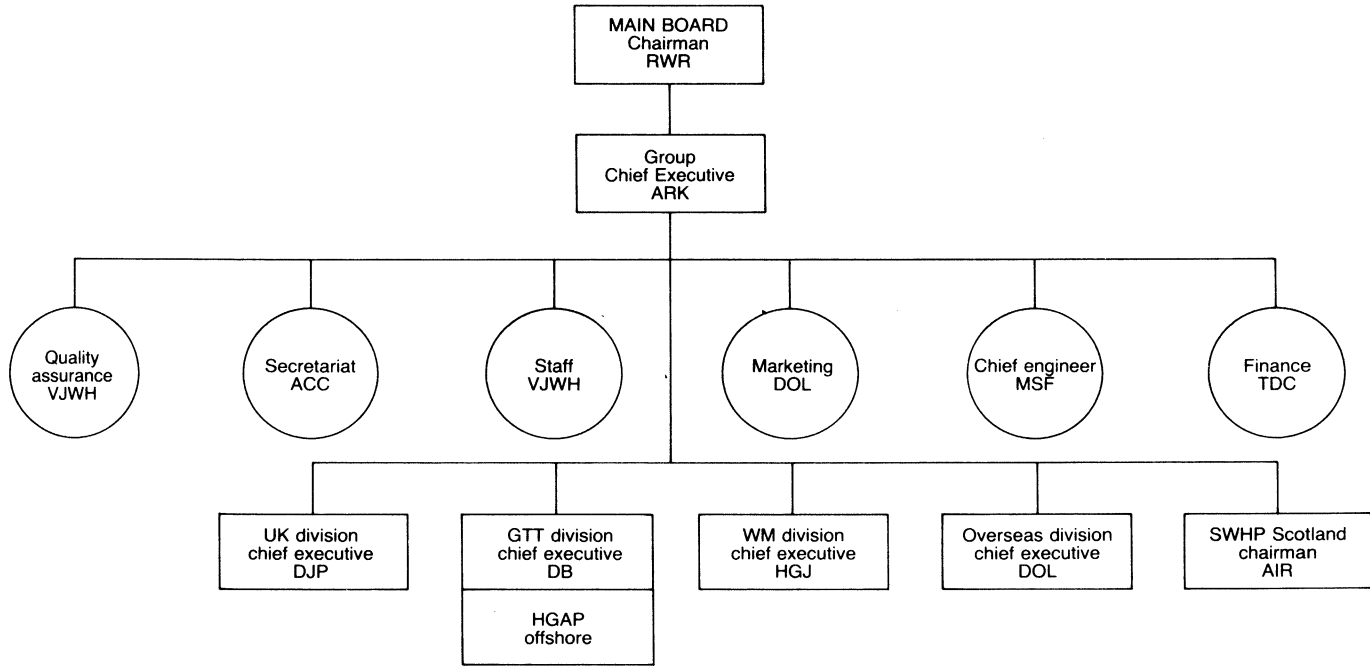 MAIN BOARD
Chairman
RWR
Group
Chief Executive
ARK
Quality
assurance
VJWH
Secretariat
ACC
Staff
VJWH
Marketing
DOL
Chief engineer
MSF
Finance
TDC
UK division
chief executive
DJP
GTT division
chief executive
DB
HGAP
offshore
WM division
chief executive
HGJ
Overseas division
chief executive
DOL
SWHP Scotland
chairman
AIR